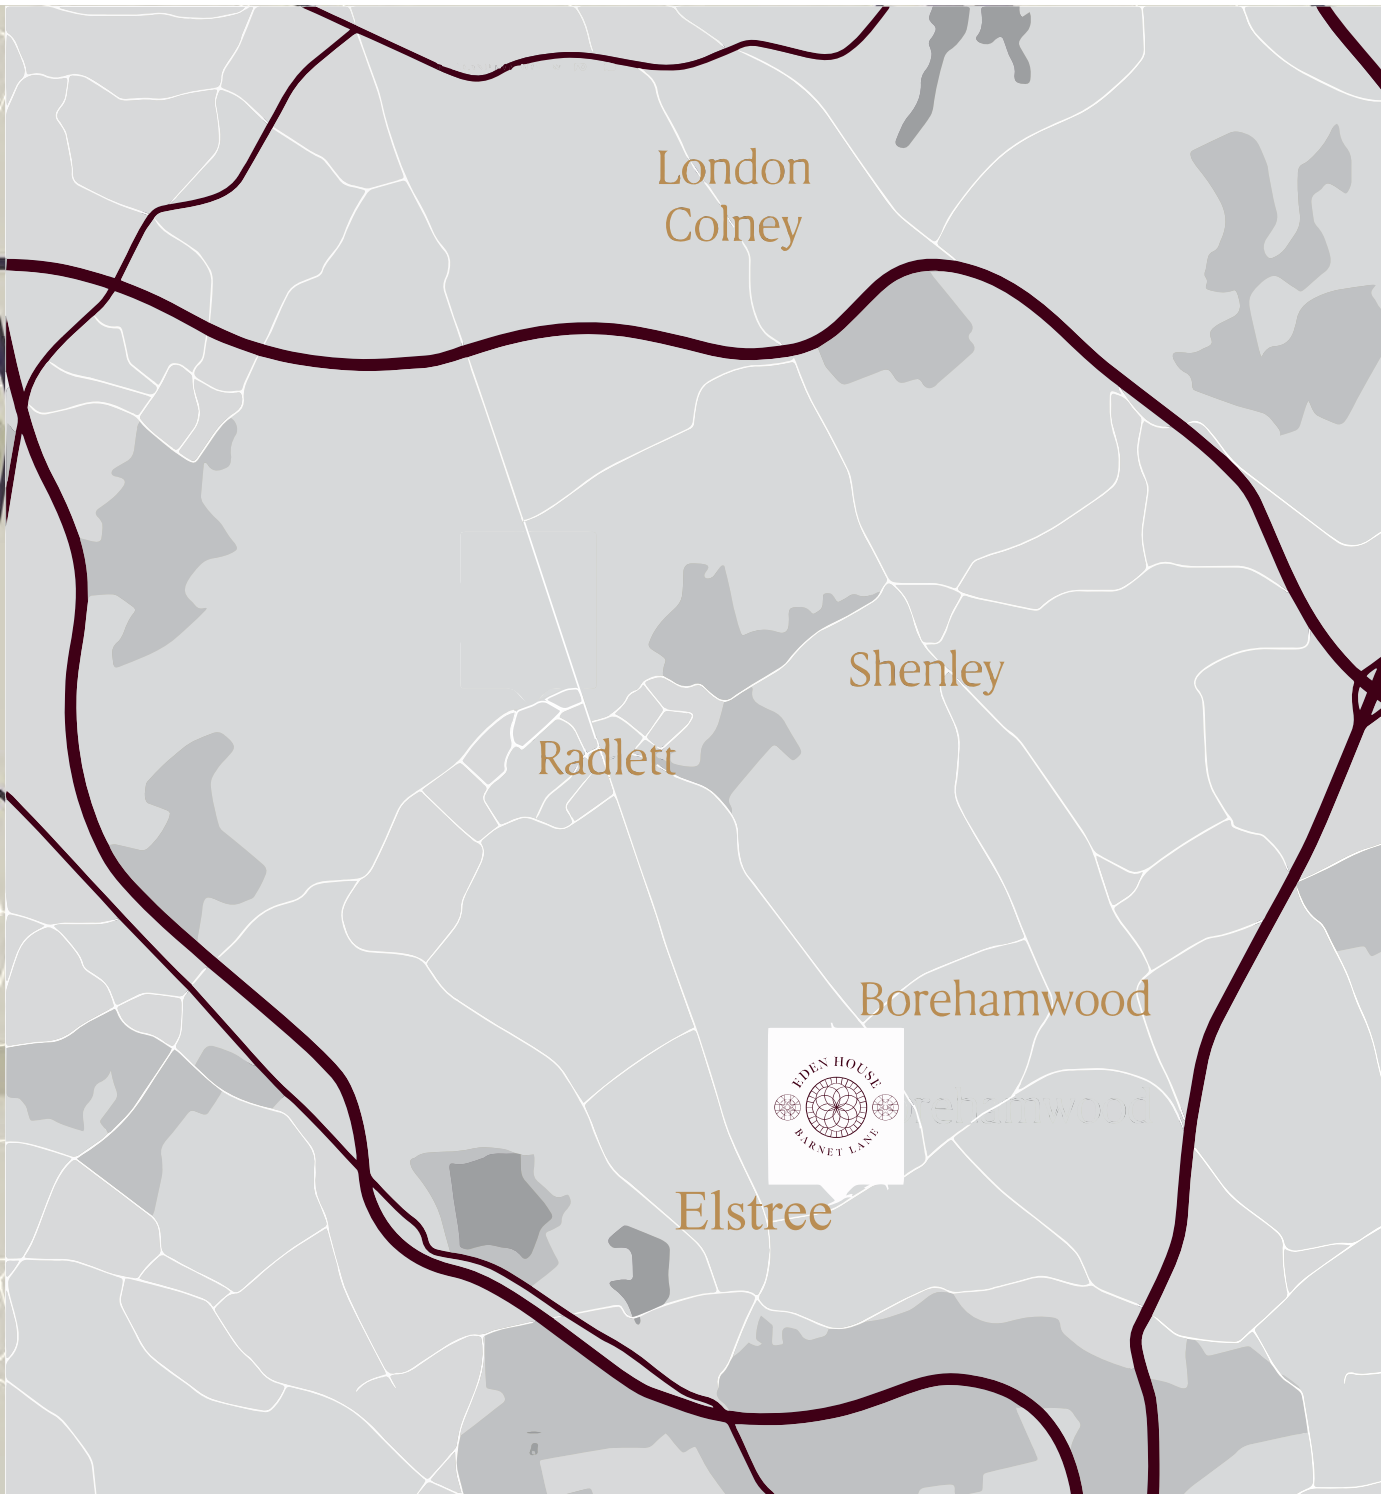 London
Colney
Shenley
Radlett
Borehamwood
EDEN HOUSE
BARNET LANE
Elstree